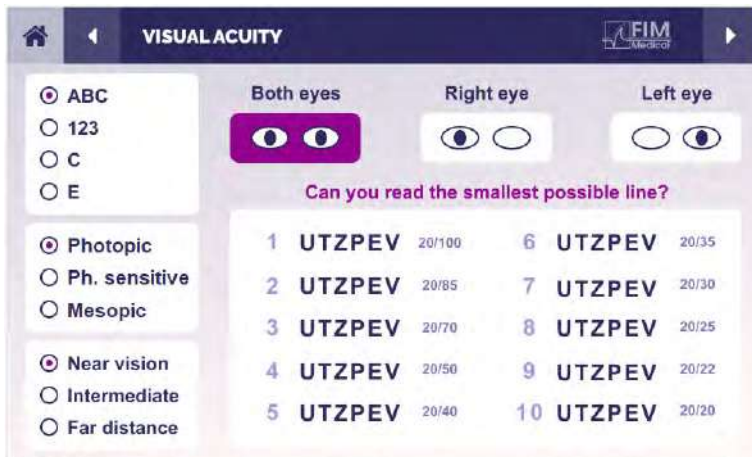 VISUAL ACUITY
FIM
Medical
ABC
123
C
E
Photopic
Ph. sensitive
Mesopic
Near vision
Intermediate
Far distance
Both eyes
Right eye
Left eye
Can you read the smallest possible line?
1 UTZPEV 20/100
2 UTZPEV 20/85
3 UTZPEV 20/70
4 UTZPEV 20/50
5 UTZPEV 20/40
6 UTZPEV 20/35
7 UTZPEV 20/30
8 UTZPEV 20/25
9 UTZPEV 20/22
10 UTZPEV 20/20